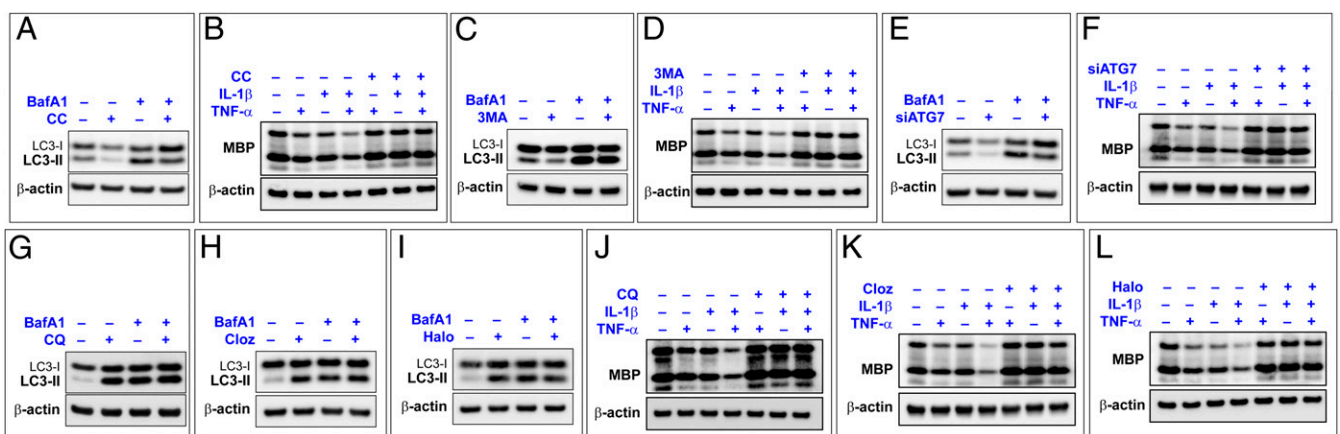 A
BafA1 – – + +
CC – + – +
LC3-I
LC3-II
β-actin
B
CC – – – – + + +
IL-1β – – + + – + +
TNF-α – + – + + – +
MBP
β-actin
C
BafA1 – – + +
3MA – + – +
LC3-I
LC3-II
β-actin
D
3MA – – – – + + +
IL-1β – – + + – + +
TNF-α – + – + + – +
MBP
β-actin
E
BafA1 – – + +
siATG7 – + – +
LC3-I
LC3-II
β-actin
F
siATG7 – – – – + + +
IL-1β – – + + – + +
TNF-α – + – + + – +
MBP
β-actin
G
BafA1 – – + +
CQ – + – +
LC3-I
LC3-II
β-actin
H
BafA1 – – + +
Cloz – + – +
LC3-I
LC3-II
β-actin
I
BafA1 – – + +
Halo – + – +
LC3-I
LC3-II
β-actin
J
CQ – – – – + + +
IL-1β – – + + – + +
TNF-α – + – + + – +
MBP
β-actin
K
Cloz – – – – + + +
IL-1β – – + + – + +
TNF-α – + – + + – +
MBP
β-actin
L
Halo – – – – + + +
IL-1β – – + + – + +
TNF-α – + – + + – +
MBP
β-actin